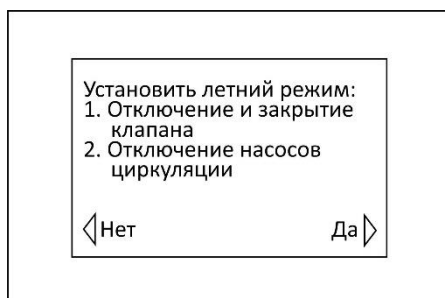 Установить летний режим:
1. Отключение и закрытие
клапана
2. Отключение насосов
циркуляции
Нет
Да